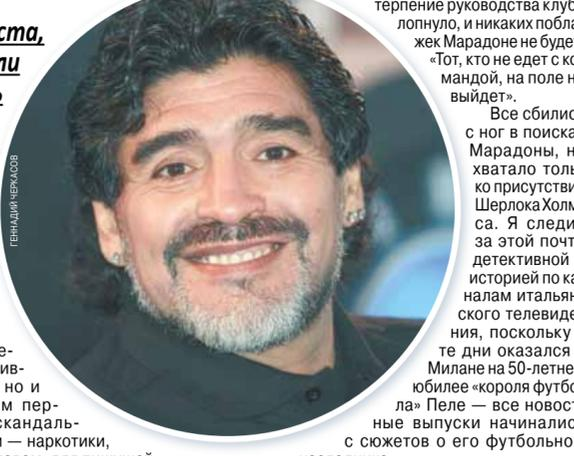 ста,
ли
ГЕННАДИЙ ЧЕРКАСОВ
терпение руководства клуб
лопнуло, и никаких побла
жек Марадоне не буде
«Тот, кто не едет с ко
мандой, на поле н
выйдет».
Все сбилис
с ног в поиска
Марадоны, н
хватало толь
ко присутстви
Шерлока Холм
са. Я следи
за этой почт
детективной
историей по ка
налам итальян
ского телевиде
ния, поскольку
те дни оказался
Милане на 50-летне
юбилее «короля футбо
ла» Пеле — все новост
ные выпуски начиналис
с сюжетов о его футбольно
е-
ив-
но и
м пер-
скандаль-
— наркотики,